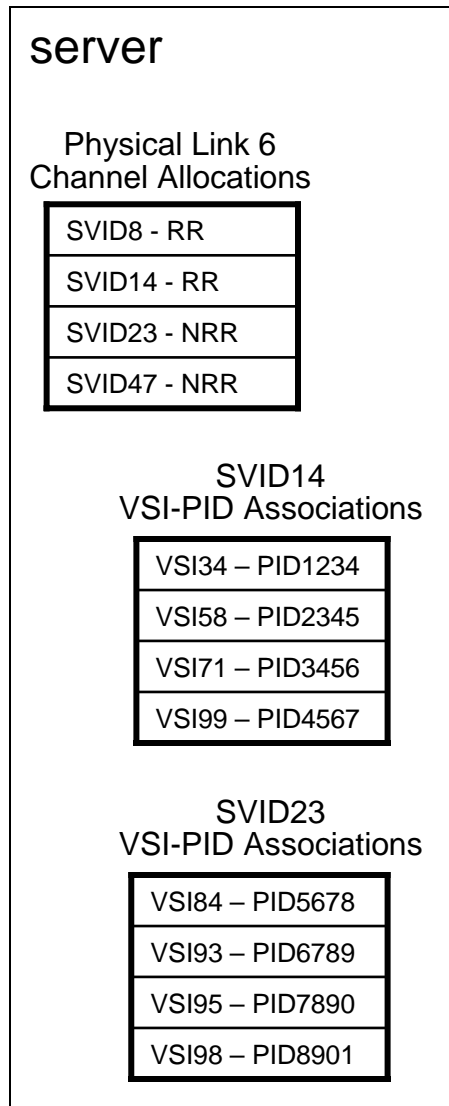 server
Physical Link 6
Channel Allocations
SVID8 - RR
SVID14 - RR
SVID23 - NRR
SVID47 - NRR
SVID14
VSI-PID Associations
VSI34 – PID1234
VSI58 – PID2345
VSI71 – PID3456
VSI99 – PID4567
SVID23
VSI-PID Associations
VSI84 – PID5678
VSI93 – PID6789
VSI95 – PID7890
VSI98 – PID8901